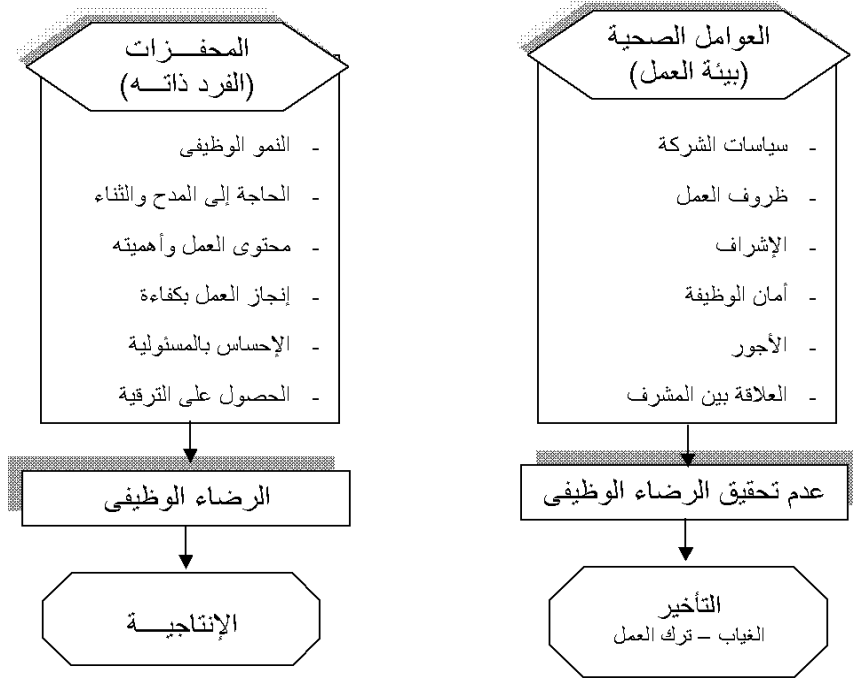 العوامل الصحية
(بيئة العمل)
- سياسات الشركة
- ظروف العمل
- الإشراف
- أمان الوظيفة
- الأجور
- العلاقة بين المشرف
عدم تحقيق الرضاء الوظيفى
التأخير
الغياب – ترك العمل
المحفـــزات
(الفرد ذاتـــه)
- النمو الوظيفى
- الحاجة إلى المدح والثناء
- محتوى العمل وأهميته
- إنجاز العمل بكفاءة
- الإحساس بالمسئولية
- الحصول على الترقية
الرضاء الوظيفى
الإنتاجيـــة